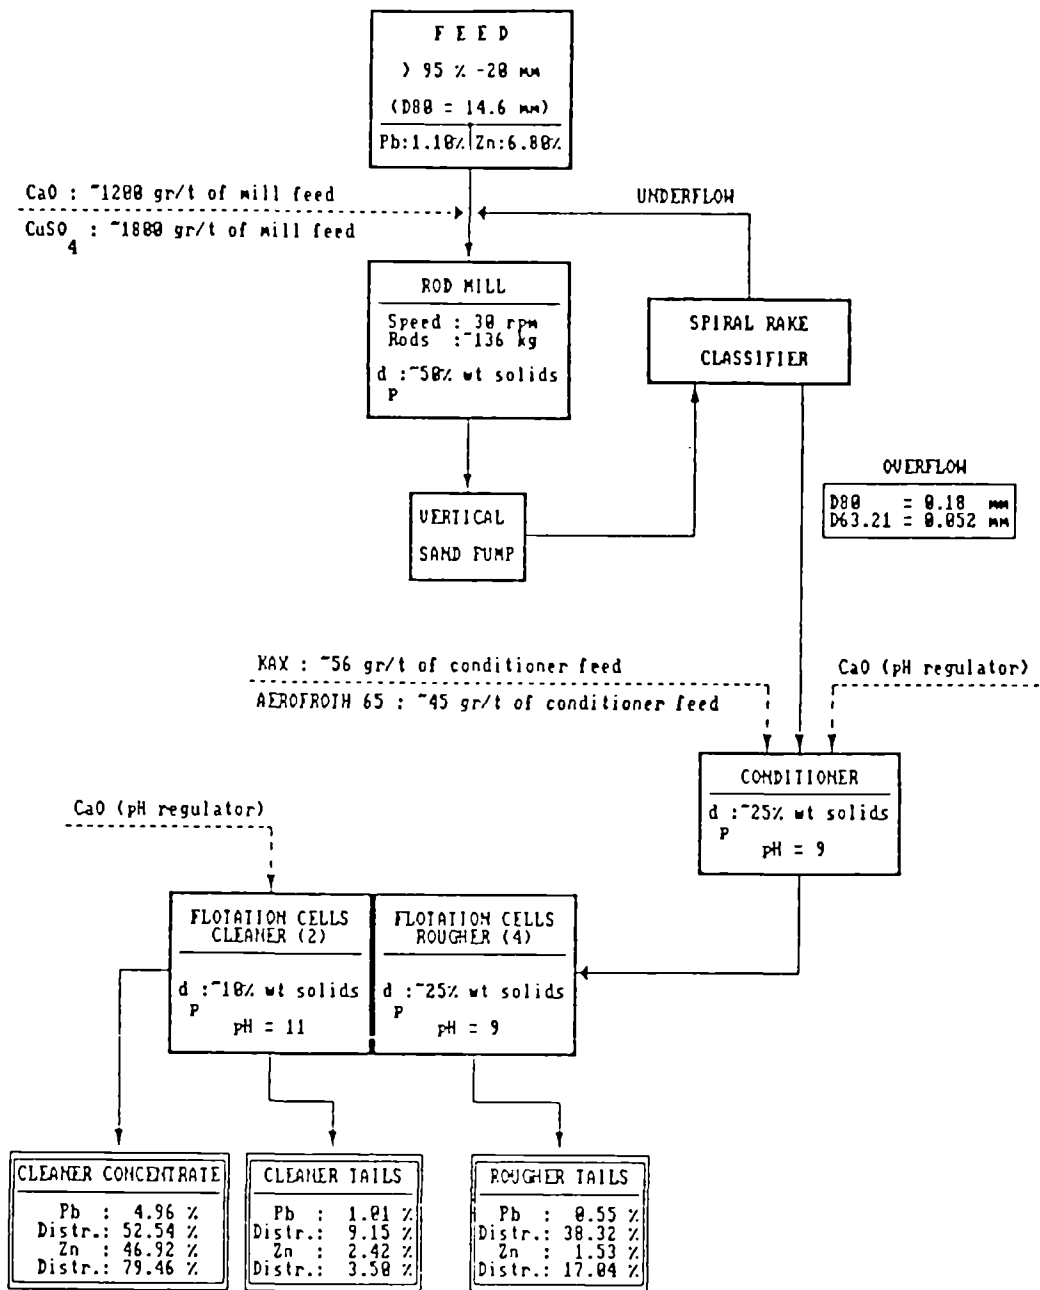 F E E D
> 95 % -20 mm
(D80 = 14.6 mm)
Pb:1.10% Zn:6.80%
CaO : ~1200 gr/t of mill feed
UNDERFLOW
CuSO4 : ~1880 gr/t of mill feed
ROD MILL
Speed : 30 rpm
Rods :~136 kg
dP :~50% wt solids
SPIRAL RAKE
CLASSIFIER
OVERFLOW
D80 = 0.18 mm
D63.21 = 0.052 mm
VERTICAL
SAND PUMP
KAX : ~56 gr/t of conditioner feed
CaO (pH regulator)
AEROFROTH 65 : ~45 gr/t of conditioner feed
CONDITIONER
dP :~25% wt solids
pH = 9
CaO (pH regulator)
FLOTATION CELLS
CLEANER (2)
dP :~10% wt solids
pH = 11
FLOTATION CELLS
ROUGHER (4)
dP :~25% wt solids
pH = 9
CLEANER CONCENTRATE
Pb : 4.96 %
Distr.: 52.54 %
Zn : 46.92 %
Distr.: 79.46 %
CLEANER TAILS
Pb : 1.01 %
Distr.: 9.15 %
Zn : 2.42 %
Distr.: 3.50 %
ROUGHER TAILS
Pb : 0.55 %
Distr.: 38.32 %
Zn : 1.53 %
Distr.: 17.04 %